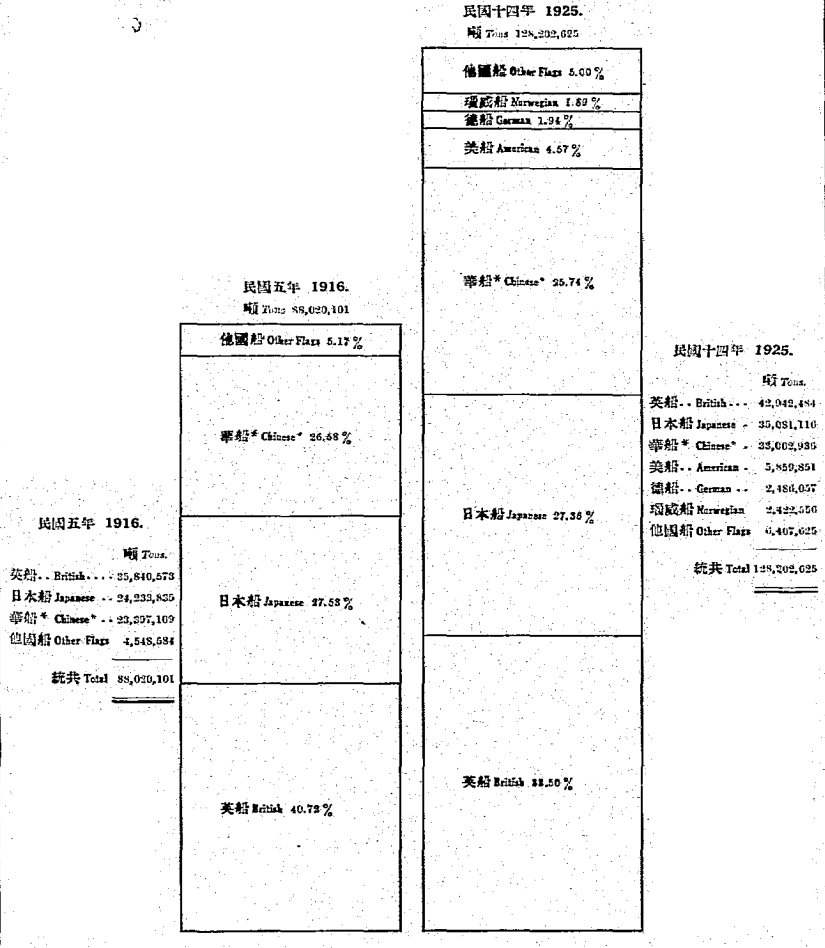 民國十四年 1925.
噸 Tons 128,202,625
他國船 Other Flags 5.00 %
瑙威船 Norwegian 1.89 %
德船 German 1.94 %
美船 American 4.57 %
華船* Chinese* 25.74 %
日本船 Japanese 27.36 %
英船 British 33.50 %
民國五年 1916.
噸 Tons 88,020,101
他國船 Other Flags 5.17 %
華船* Chinese* 26.58 %
日本船 Japanese 27.53 %
英船 British 40.72 %
民國五年 1916.
噸 Tons.
英船 . . British . . . . 35,840,573
日本船 Japanese . . 24,233,835
華船* Chinese* . . 23,397,109
他國船 Other Flags 4,548,584
統共 Total 88,020,101
民國十四年 1925.
噸 Tons.
英船 . . British . . . 42,942,484
日本船 Japanese . 35,081,116
華船* Chinese* . 33,002,936
美船 . . American . 5,859,851
德船 . . German . . 2,486,057
瑙威船 Norwegian 2,422,556
他國船 Other Flags 6,407,625
統共 Total 128,202,625